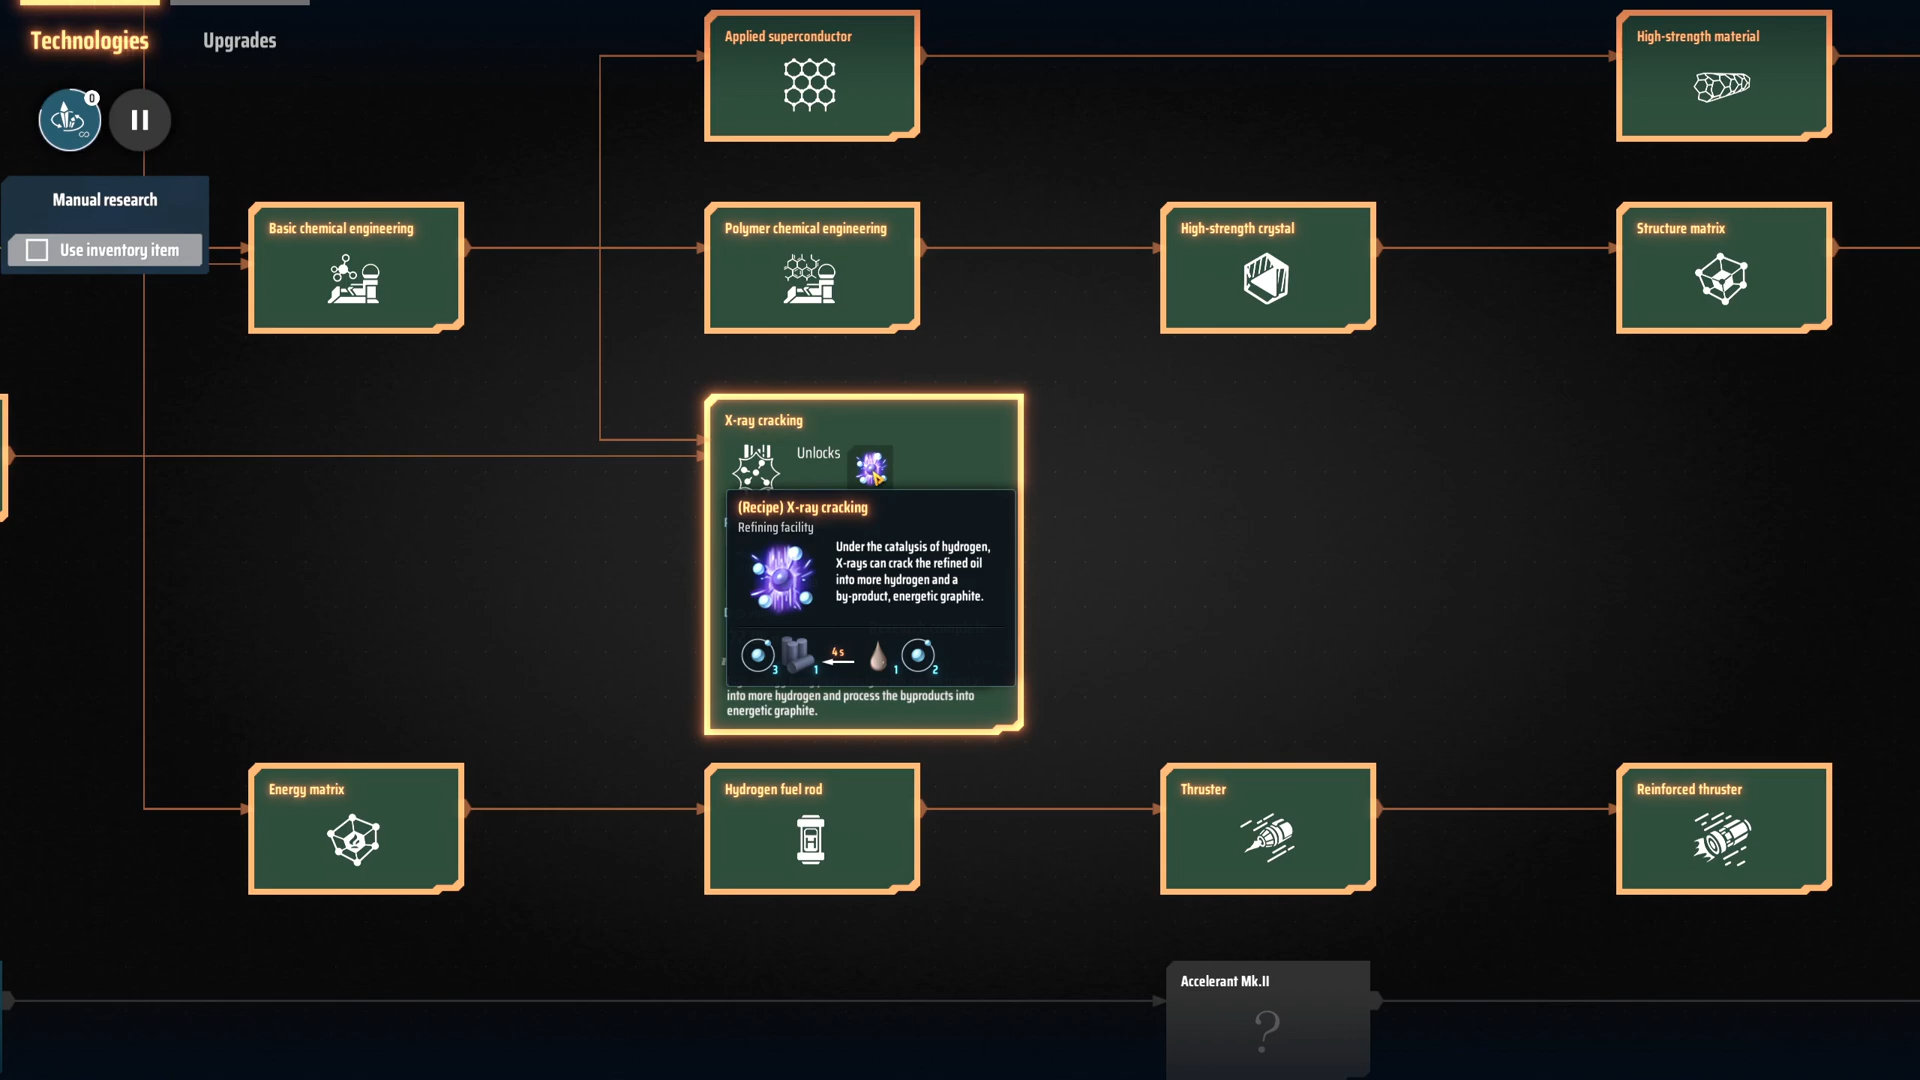 Technologies
Upgrades
0
Manual research
Use inventory item
Applied superconductor
High-strength material
Basic chemical engineering
Polymer chemical engineering
High-strength crystal
Structure matrix
X-ray cracking
Unlocks
(Recipe) X-ray cracking
Refining facility
Under the catalysis of hydrogen,
X-rays can crack the refined oil
into more hydrogen and a
by-product, energetic graphite.
3 1 4 s 1 2
into more hydrogen and process the byproducts into
energetic graphite.
Energy matrix
Hydrogen fuel rod
Thruster
Reinforced thruster
Accelerant Mk.II
?